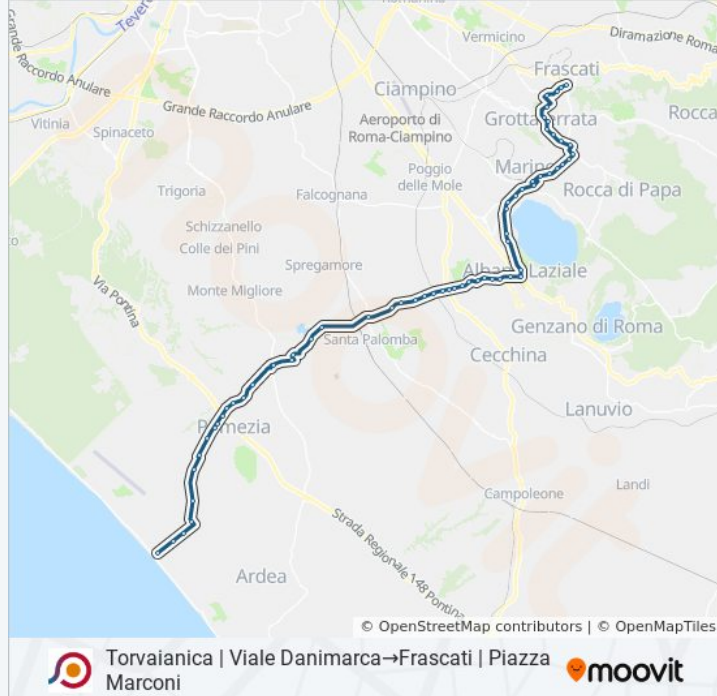 Romanina
Vermicino
Diramazione Roma
Tevere
Grande Raccordo Anulare
Frascati
Ciampino
Grande Raccordo Anulare
Vitinia
Spinaceto
Aeroporto di
Roma-Ciampino
Grottaferrata
Rocca
Marino
Poggio
delle Mole
Rocca di Papa
Trigoria
Falcognana
Schizzanello
Colle dei Pini
Spregamore
Albano Laziale
Via Pontina
Monte Migliore
Genzano di Roma
Santa Palomba
Cecchina
Lanuvio
Pomezia
Landi
Campoleone
Strada Regionale 148 Pontina
Ardea
© OpenStreetMap contributors | © OpenMapTiles
Torvaianica | Viale Danimarca→Frascati | Piazza
Marconi
moovit